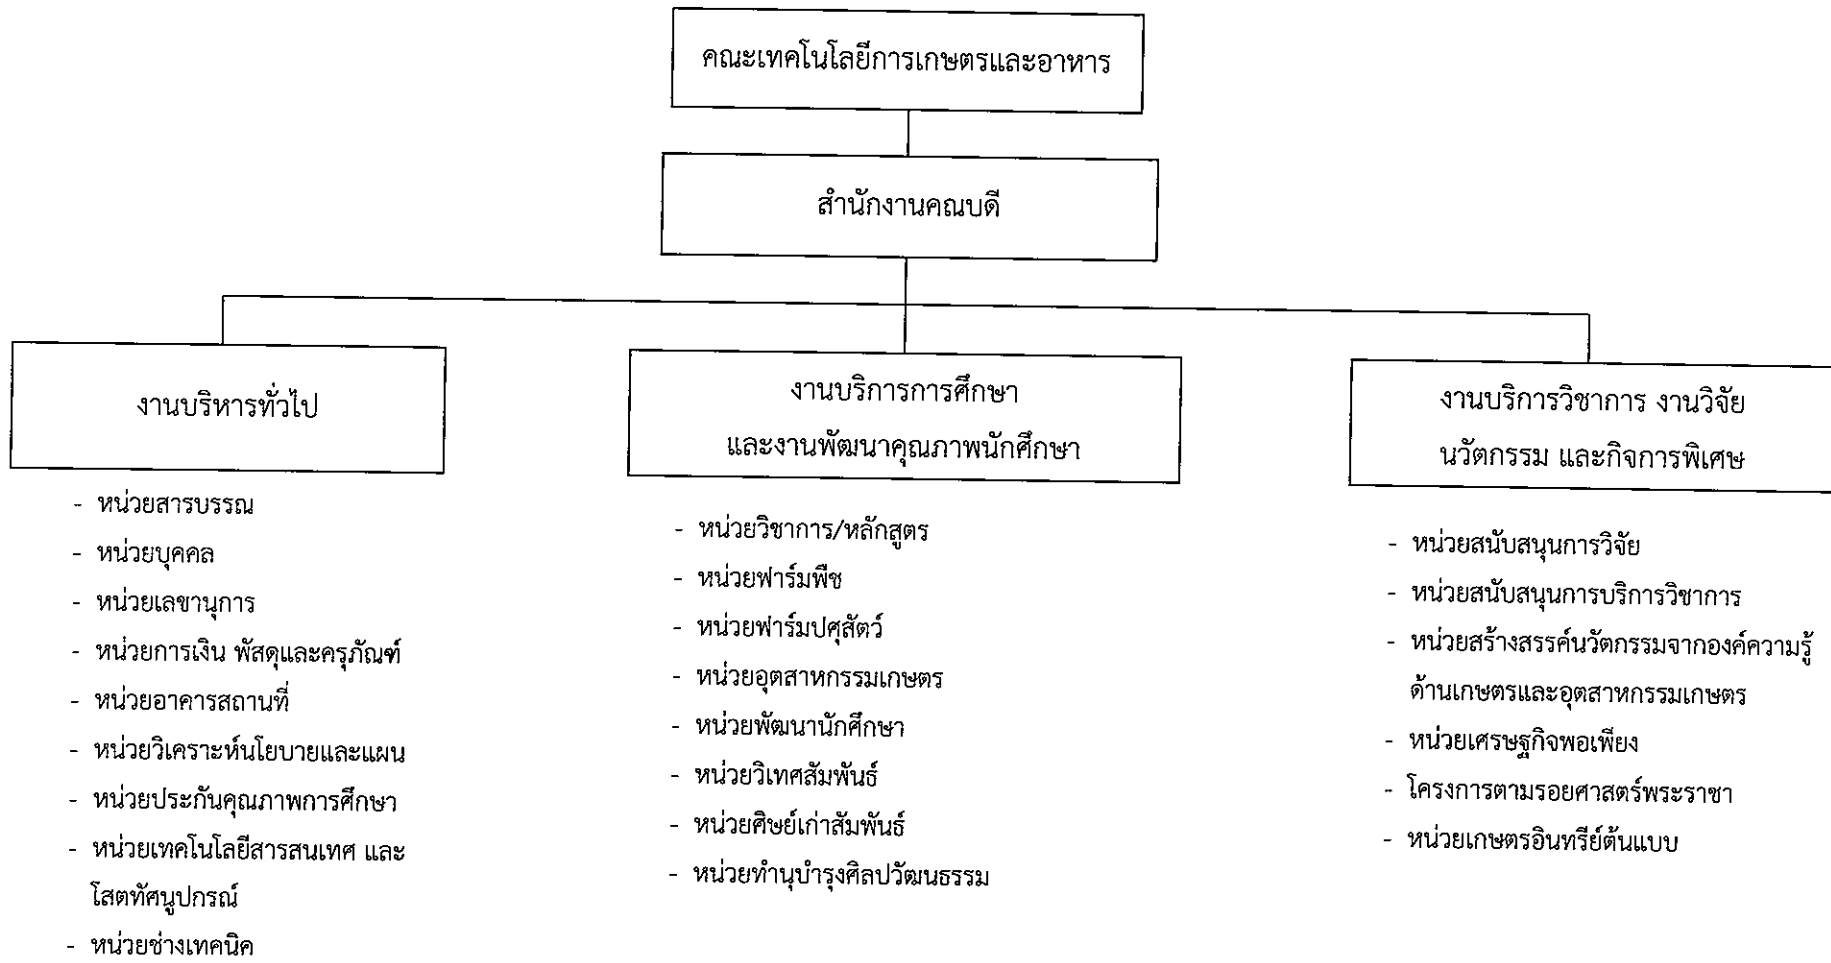 คณะเทคโนโลยีการเกษตรและอาหาร
สำนักงานคณบดี
งานบริหารทั่วไป
- หน่วยสารบรรณ
- หน่วยบุคคล
- หน่วยเลขานุการ
- หน่วยการเงิน พัสดุและครุภัณฑ์
- หน่วยอาคารสถานที่
- หน่วยวิเคราะห์นโยบายและแผน
- หน่วยประกันคุณภาพการศึกษา
- หน่วยเทคโนโลยีสารสนเทศ และ
โสตทัศนูปกรณ์
- หน่วยช่างเทคนิค
งานบริการการศึกษา
และงานพัฒนาคุณภาพนักศึกษา
- หน่วยวิชาการ/หลักสูตร
- หน่วยฟาร์มพืช
- หน่วยฟาร์มปศุสัตว์
- หน่วยอุตสาหกรรมเกษตร
- หน่วยพัฒนานักศึกษา
- หน่วยวิเทศสัมพันธ์
- หน่วยศิษย์เก่าสัมพันธ์
- หน่วยทำนุบำรุงศิลปวัฒนธรรม
งานบริการวิชาการ งานวิจัย
นวัตกรรม และกิจการพิเศษ
- หน่วยสนับสนุนการวิจัย
- หน่วยสนับสนุนการบริการวิชาการ
- หน่วยสร้างสรรค์นวัตกรรมจากองค์ความรู้
ด้านเกษตรและอุตสาหกรรมเกษตร
- หน่วยเศรษฐกิจพอเพียง
- โครงการตามรอยศาสตร์พระราชา
- หน่วยเกษตรอินทรีย์ต้นแบบ